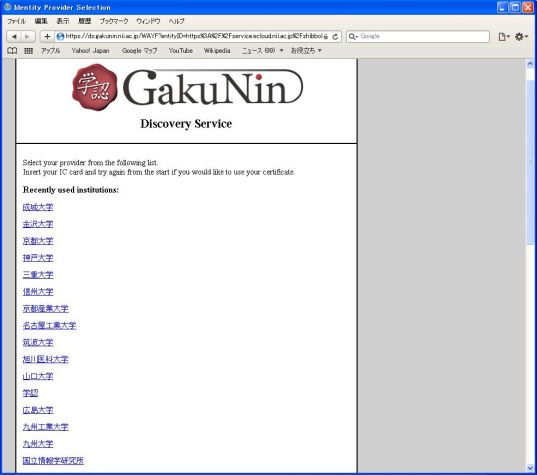 Identity Provider Selection
ファイル 編集 表示 履歴 ブックマーク ウィンドウ ヘルプ
https://ds.gakunin.nii.ac.jp/WAYF?entityID=https%3A%2F%2Fservice.ecloud.nii.ac.jp%2Fshibbol
Google
アップル Yahoo! Japan Google マップ YouTube Wikipedia ニュース お役立ち
学認
GakuNin
Discovery Service
Select your provider from the following list.
Insert your IC card and try again from the start if you would like to use your certificate.
Recently used institutions:
成城大学
金沢大学
京都大学
神戸大学
三重大学
信州大学
京都産業大学
名古屋工業大学
筑波大学
旭川医科大学
山口大学
学認
広島大学
九州工業大学
九州大学
国立情報学研究所